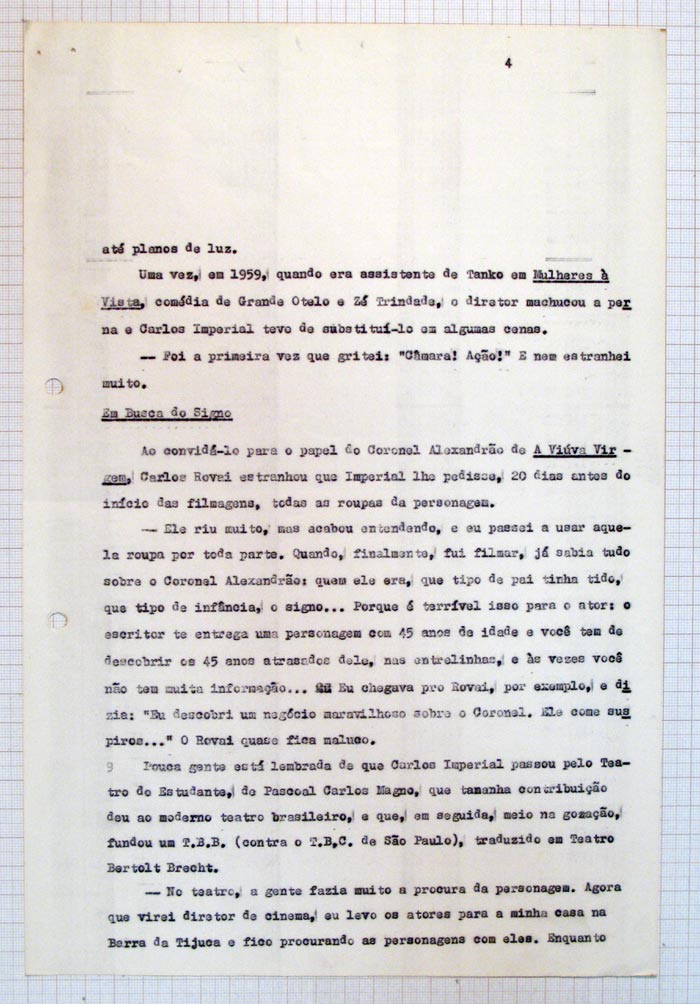 4
até planos de luz.
Uma vez, em 1959, quando era assistente de Tanko em Mulheres à
Vista, comédia de Grande Otelo e Zé Trindade, o diretor machucou a per
na e Carlos Imperial teve de substituí-lo em algumas cenas.
-- Foi a primeira vez que gritei: "Câmara! Ação!" E nem estranhei
muito.
Em Busca do Signo
Ao convidá-lo para o papel do Coronel Alexandrão de A Viúva Vir -
gem, Carlos Rovai estranhou que Imperial lhe pedisse, 20 dias antes do
início das filmagens, todas as roupas da personagem.
-- Ele riu muito, mas acabou entendendo, e eu passei a usar aque-
la roupa por toda parte. Quando, finalmente, fui filmar, já sabia tudo
sobre o Coronel Alexandrão: quem ele era, que tipo de pai tinha tido,
que tipo de infância, o signo... Porque é terrível isso para o ator: o
escritor te entrega uma personagem com 45 anos de idade e você tem de
descobrir os 45 anos atrasados dele, nas entrelinhas, e às vezes você
não tem muita informação... Eu chegava pro Rovai, por exemplo, e di
zia: "Eu descobri um negócio maravilhoso sobre o Coronel. Ele come sus
piros..." O Rovai quase fica maluco.
9 Pouca gente está lembrada de que Carlos Imperial passou pelo Tea-
tro do Estudante, de Pascoal Carlos Magno, que tamanha contribuição
deu ao moderno teatro brasileiro, e que, em seguida, meio na gozação,
fundou um T.B.B. (contra o T.B.C. de São Paulo), traduzido em Teatro
Bertolt Brecht.
-- No teatro, a gente fazia muito a procura da personagem. Agora
que virei diretor de cinema, eu levo os atores para a minha casa na
Barra da Tijuca e fico procurando as personagens com eles. Enquanto